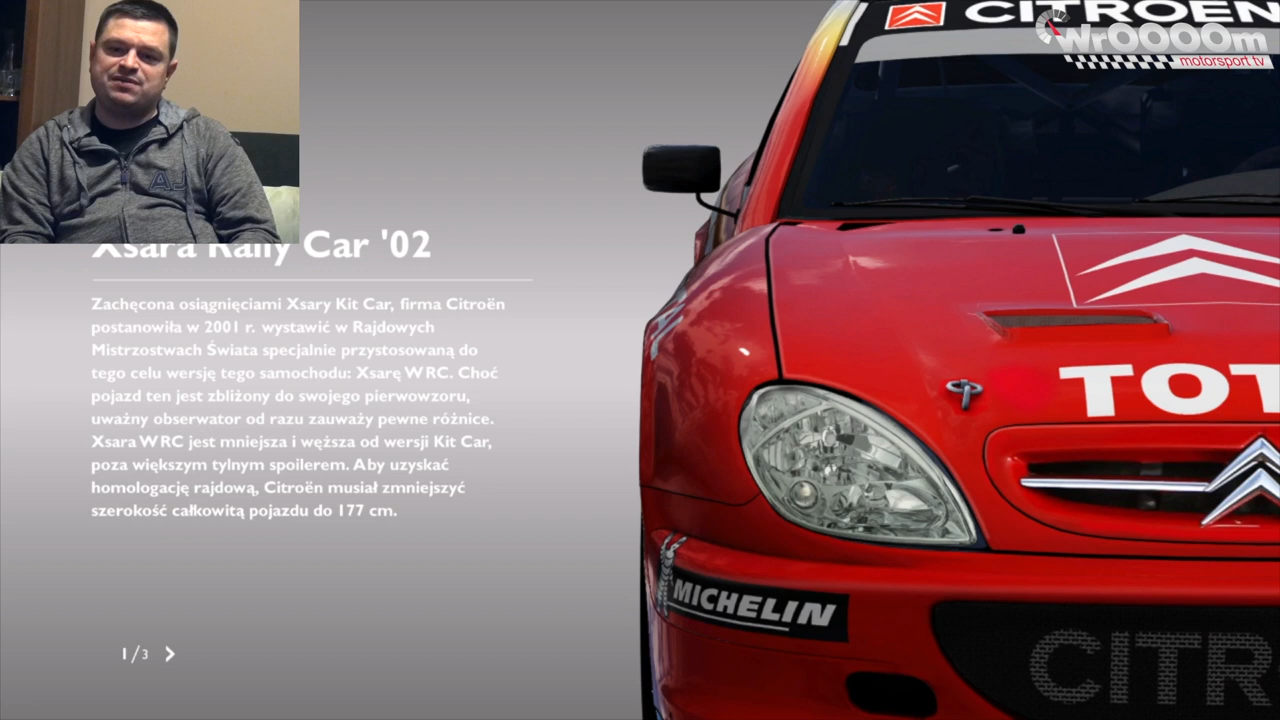 CITROËN
WrOOOOm
motorsport tv
AJ
Xsara Rally Car '02
Zachęcona osiągnięciami Xsary Kit Car, firma Citroën
postanowiła w 2001 r. wystawić w Rajdowych
Mistrzostwach Świata specjalnie przystosowaną do
tego celu wersję tego samochodu: Xsarę WRC. Choć
pojazd ten jest zbliżony do swojego pierwowzoru,
uważny obserwator od razu zauważy pewne różnice.
Xsara WRC jest mniejsza i węższa od wersji Kit Car,
poza większym tylnym spoilerem. Aby uzyskać
homologację rajdową, Citroën musiał zmniejszyć
szerokość całkowitą pojazdu do 177 cm.
TOT
MICHELIN
CITR
1/3